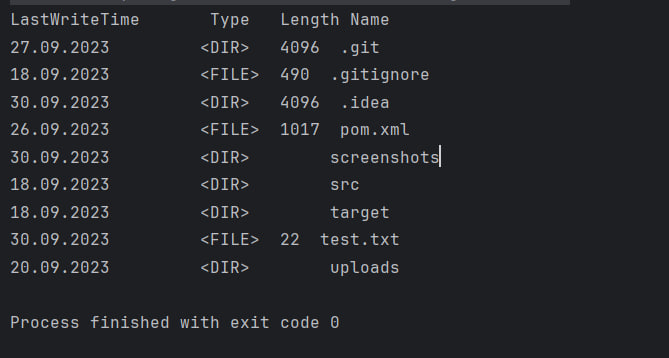 LastWriteTime       Type   Length Name
27.09.2023         <DIR>   4096  .git
18.09.2023         <FILE>  490  .gitignore
30.09.2023         <DIR>   4096  .idea
26.09.2023         <FILE>  1017  pom.xml
30.09.2023         <DIR>        screenshots
18.09.2023         <DIR>        src
18.09.2023         <DIR>        target
30.09.2023         <FILE>  22  test.txt
20.09.2023         <DIR>        uploads
Process finished with exit code 0